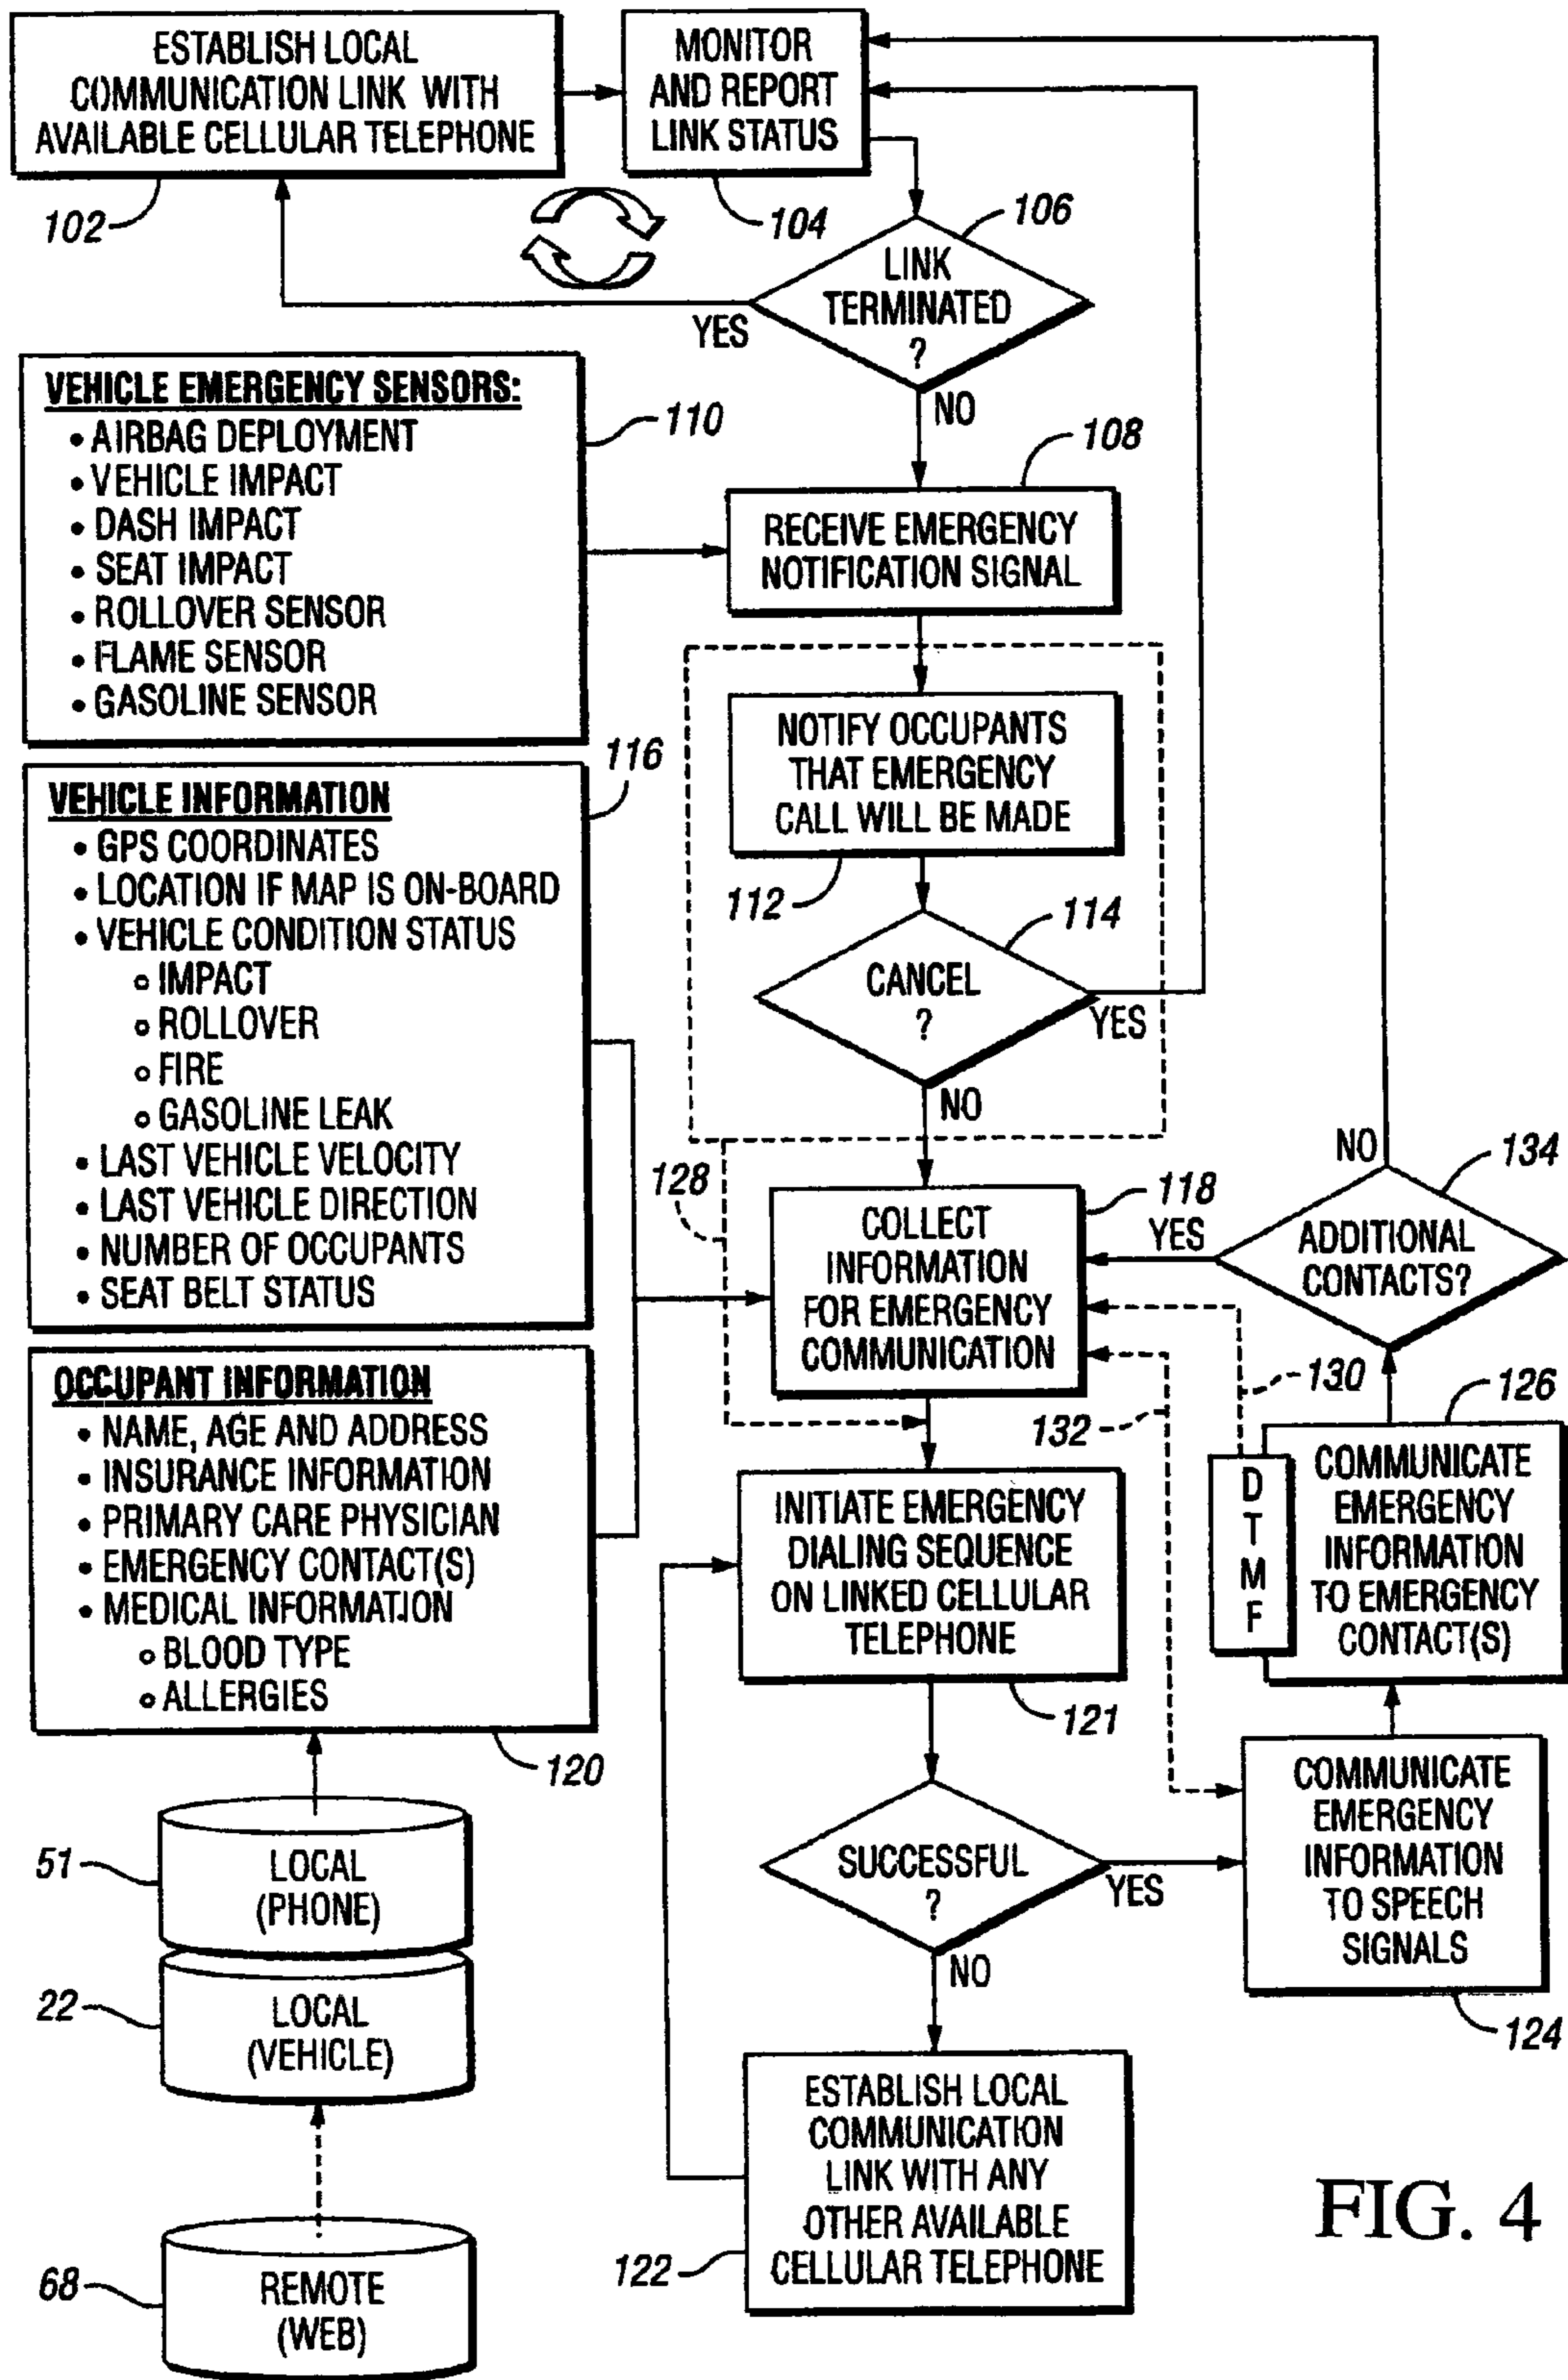 ESTABLISH LOCAL
COMMUNICATION LINK WITH
AVAILABLE CELLULAR TELEPHONE
102
MONITOR
AND REPORT
LINK STATUS
104
106
LINK
TERMINATED
?
YES
NO
VEHICLE EMERGENCY SENSORS:
• AIRBAG DEPLOYMENT
• VEHICLE IMPACT
• DASH IMPACT
• SEAT IMPACT
• ROLLOVER SENSOR
• FLAME SENSOR
• GASOLINE SENSOR
110
108
RECEIVE EMERGENCY
NOTIFICATION SIGNAL
NOTIFY OCCUPANTS
THAT EMERGENCY
CALL WILL BE MADE
112
114
CANCEL
?
YES
NO
VEHICLE INFORMATION
• GPS COORDINATES
• LOCATION IF MAP IS ON-BOARD
• VEHICLE CONDITION STATUS
○ IMPACT
○ ROLLOVER
○ FIRE
○ GASOLINE LEAK
• LAST VEHICLE VELOCITY
• LAST VEHICLE DIRECTION
• NUMBER OF OCCUPANTS
• SEAT BELT STATUS
116
128
118
COLLECT
INFORMATION
FOR EMERGENCY
COMMUNICATION
NO
134
YES
ADDITIONAL
CONTACTS?
130
126
132
OCCUPANT INFORMATION
• NAME, AGE AND ADDRESS
• INSURANCE INFORMATION
• PRIMARY CARE PHYSICIAN
• EMERGENCY CONTACT(S)
• MEDICAL INFORMATION
○ BLOOD TYPE
○ ALLERGIES
120
INITIATE EMERGENCY
DIALING SEQUENCE
ON LINKED CELLULAR
TELEPHONE
121
D
T
M
F
COMMUNICATE
EMERGENCY
INFORMATION
TO EMERGENCY
CONTACT(S)
SUCCESSFUL
?
YES
NO
COMMUNICATE
EMERGENCY
INFORMATION
TO SPEECH
SIGNALS
124
51
LOCAL
(PHONE)
22
LOCAL
(VEHICLE)
68
REMOTE
(WEB)
ESTABLISH LOCAL
COMMUNICATION
LINK WITH ANY
OTHER AVAILABLE
CELLULAR TELEPHONE
122
FIG. 4